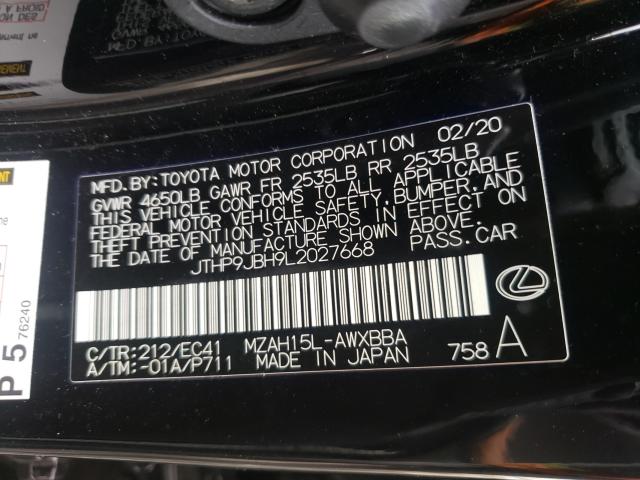 MFD.BY:TOYOTA MOTOR CORPORATION 02/20
GVWR 4650LB GAWR FR 2535LB RR 2535LB
THIS VEHICLE CONFORMS TO ALL APPLICABLE
FEDERAL MOTOR VEHICLE SAFETY,BUMPER,AND
THEFT PREVENTION STANDARDS IN EFFECT ON
THE DATE OF MANUFACTURE SHOWN ABOVE.
JTHP9JBH9L2027668 PASS.CAR
C/TR:212/EC41 MZAH15L-AWXBBA
A/TM:-01A/P711 MADE IN JAPAN 758 A
P 5 76240